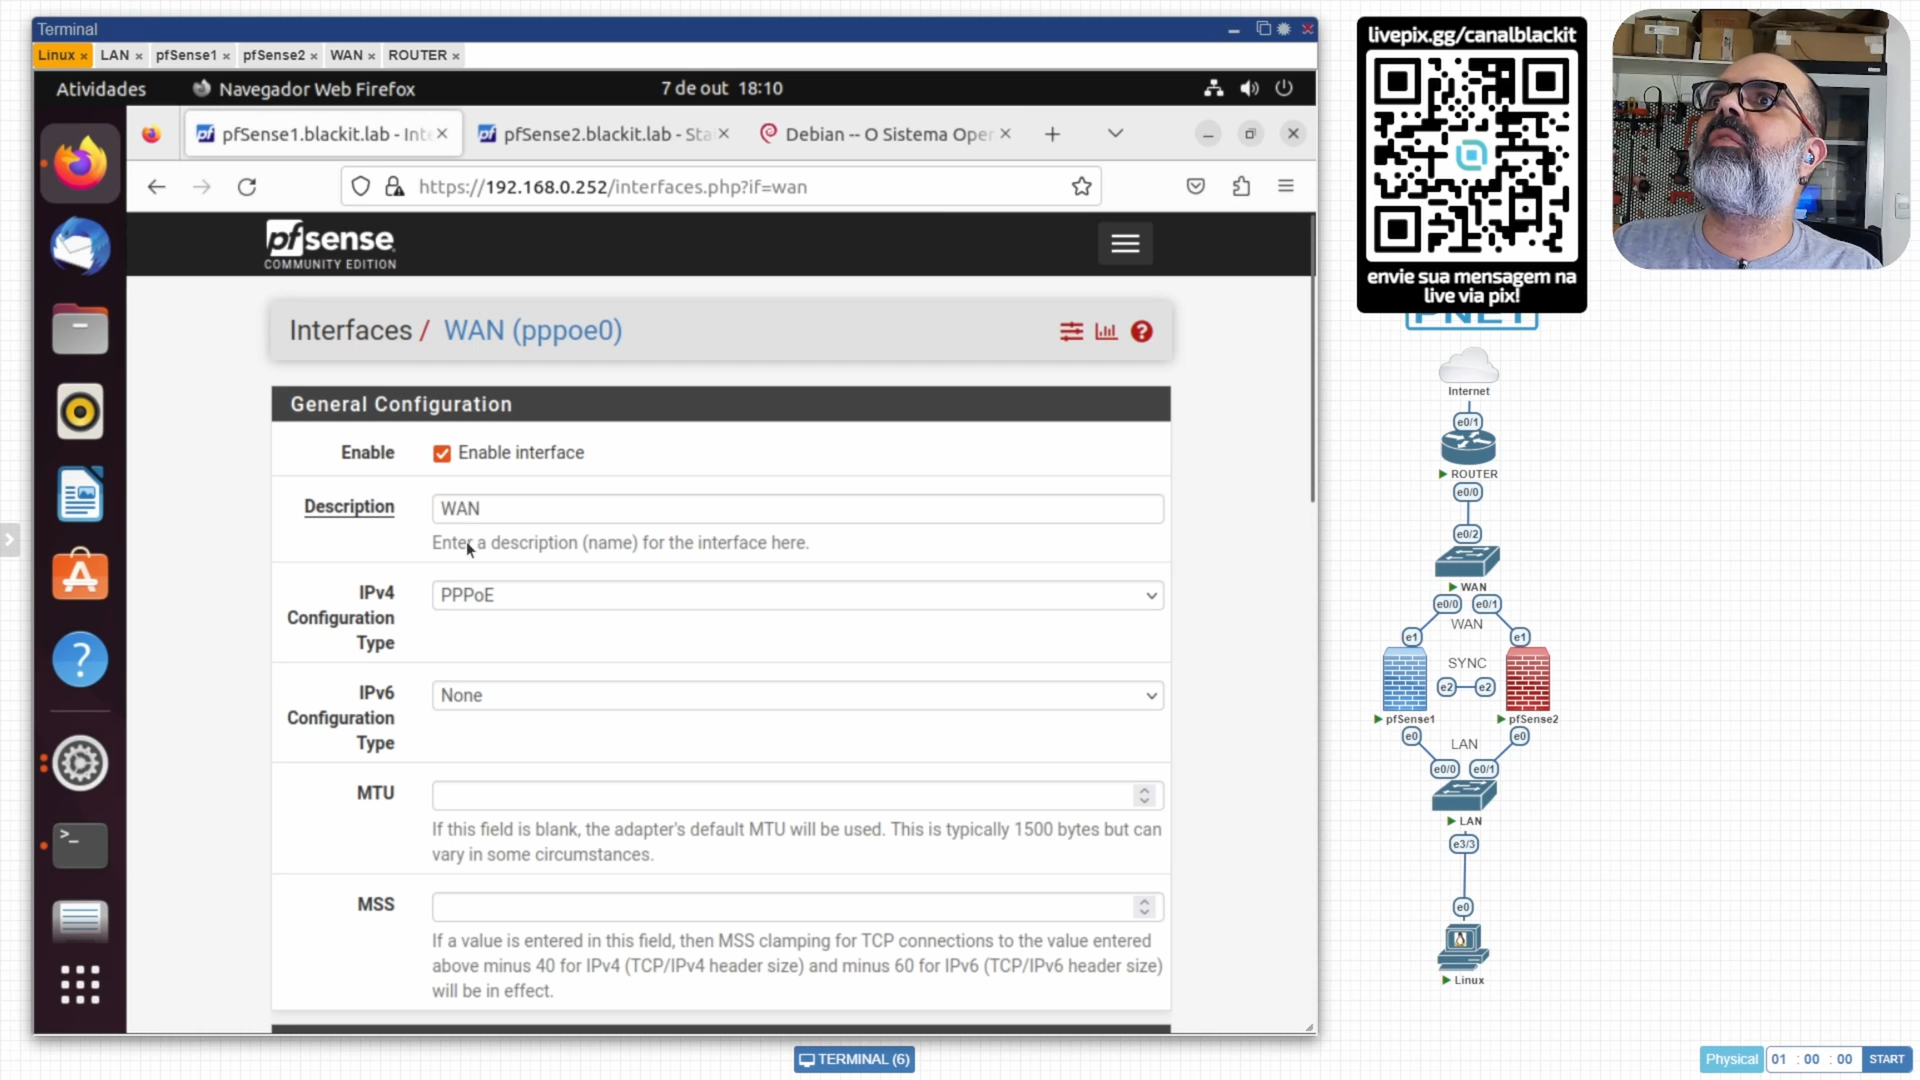 Terminal
Linux × LAN × pfSense1 × pfSense2 × WAN × ROUTER ×
Atividades Navegador Web Firefox 7 de out 18:10
pfSense1.blackit.lab - Inte pfSense2.blackit.lab - Sta Debian -- O Sistema Oper
https://192.168.0.252/interfaces.php?if=wan
pfsense
COMMUNITY EDITION
Interfaces / WAN (pppoe0)
General Configuration
Enable Enable interface
Description WAN
Enter a description (name) for the interface here.
IPv4 Configuration Type PPPoE
IPv6 Configuration Type None
MTU
If this field is blank, the adapter's default MTU will be used. This is typically 1500 bytes but can
vary in some circumstances.
MSS
If a value is entered in this field, then MSS clamping for TCP connections to the value entered
above minus 40 for IPv4 (TCP/IPv4 header size) and minus 60 for IPv6 (TCP/IPv6 header size)
will be in effect.
livepix.gg/canalblackit
envie sua mensagem na
live via pix!
PNET
Internet
e0/1
ROUTER
e0/0
e0/2
WAN
e0/0 e0/1
WAN
e1 e1
SYNC
e2 e2
pfSense1 pfSense2
e0 e0
LAN
e0/0 e0/1
LAN
e3/3
e0
Linux
TERMINAL (6)
Physical 01 : 00 : 00 START